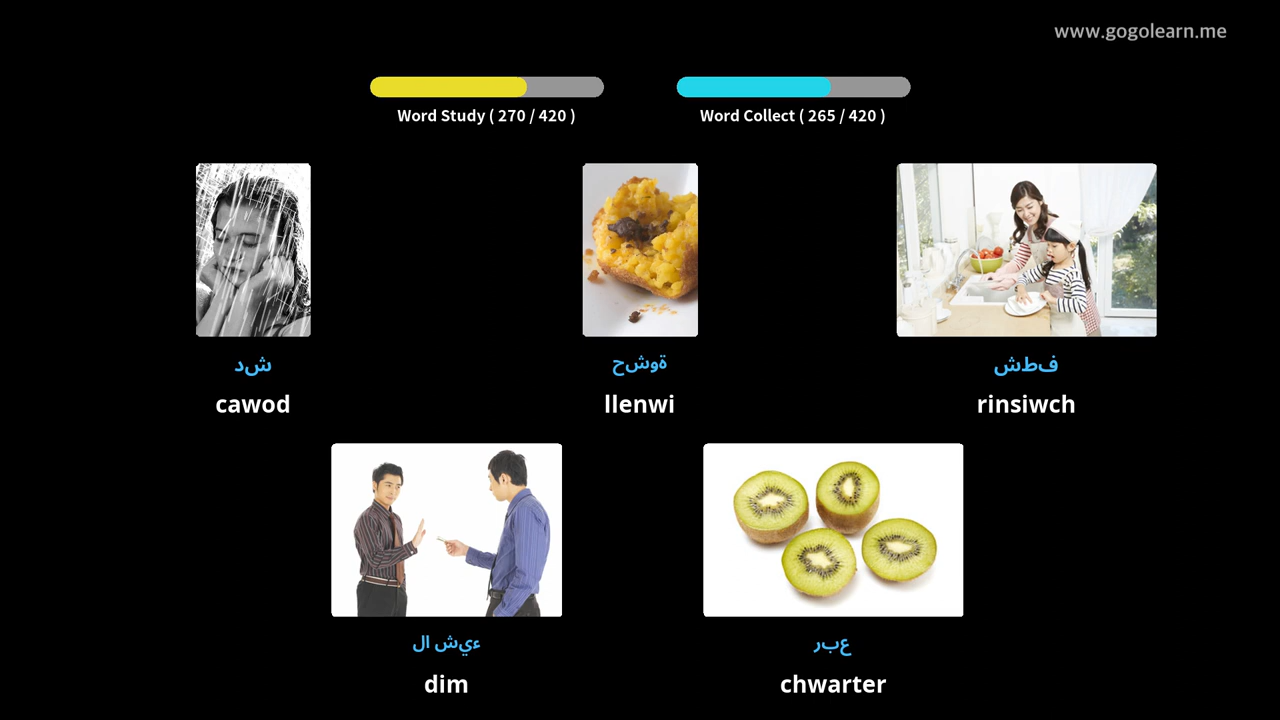 www.gogolearn.me
Word Study ( 270 / 420 )
Word Collect ( 265 / 420 )
شد
ةوشح
فطش
cawod
llenwi
rinsiwch
ءيش ال
عبر
dim
chwarter